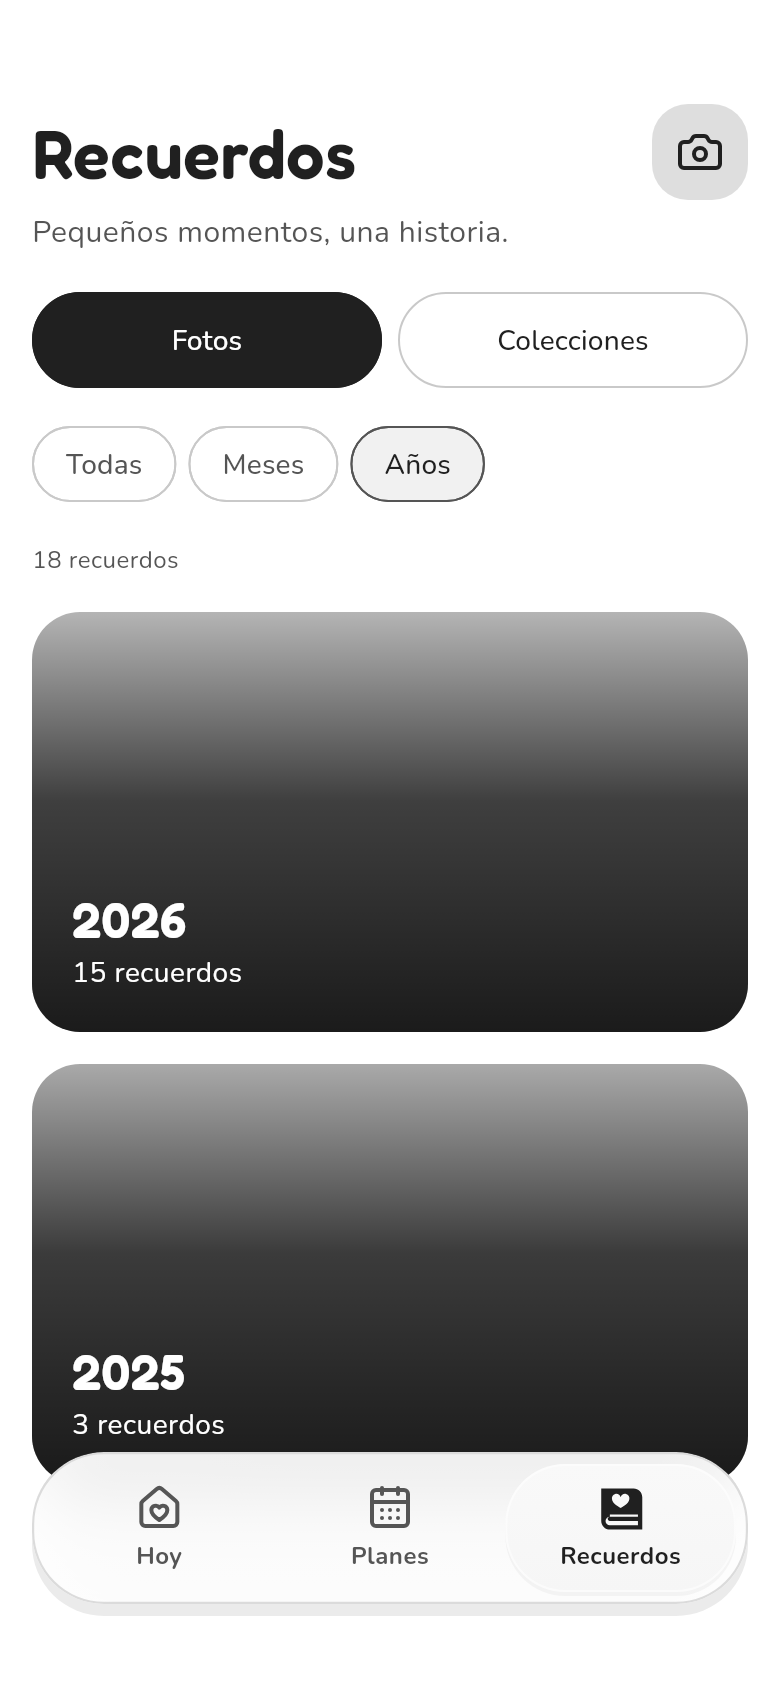 Recuerdos
Pequeños momentos, una historia.
Fotos
Colecciones
Todas
Meses
Años
18 recuerdos
2026
15 recuerdos
2025
3 recuerdos
Hoy
Planes
Recuerdos